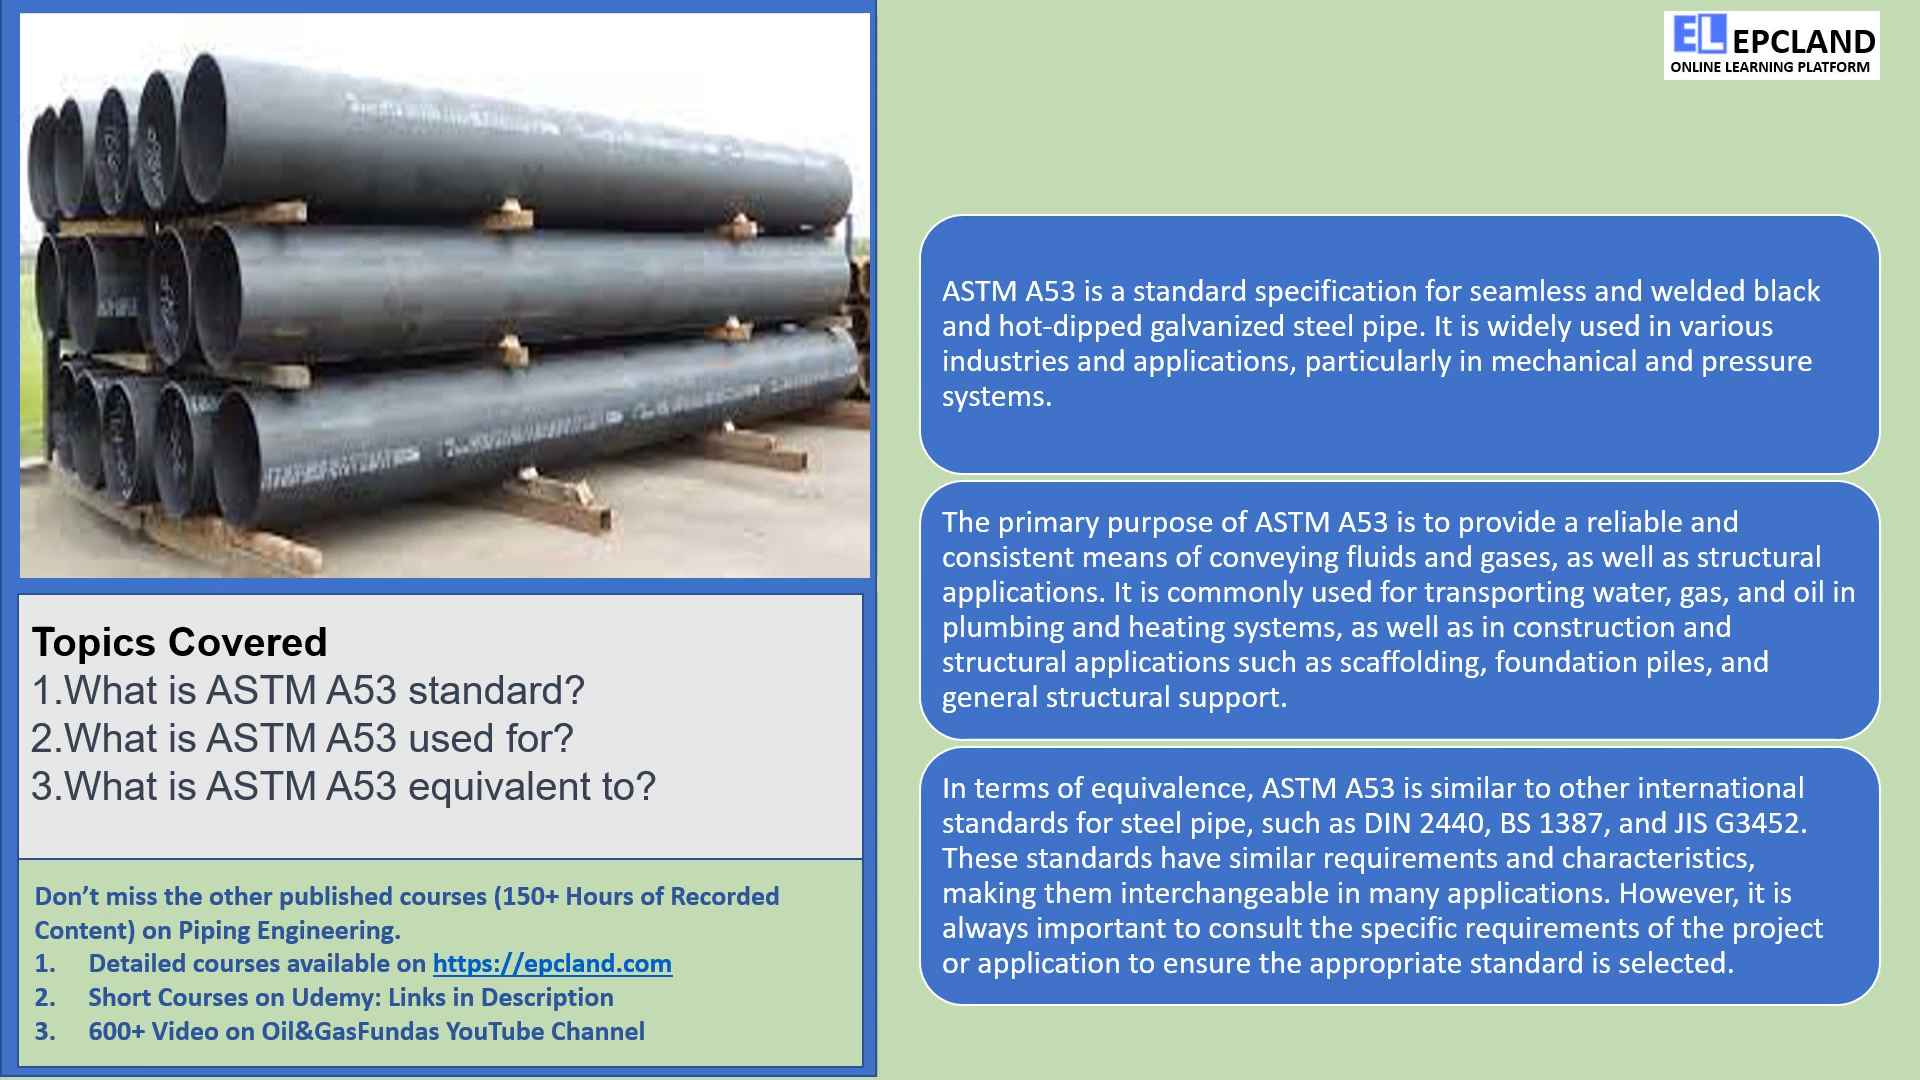 EL EPCLAND
ONLINE LEARNING PLATFORM
Topics Covered
1.What is ASTM A53 standard?
2.What is ASTM A53 used for?
3.What is ASTM A53 equivalent to?
Don’t miss the other published courses (150+ Hours of Recorded
Content) on Piping Engineering.
1. Detailed courses available on https://epcland.com
2. Short Courses on Udemy: Links in Description
3. 600+ Video on Oil&GasFundas YouTube Channel
ASTM A53 is a standard specification for seamless and welded black
and hot-dipped galvanized steel pipe. It is widely used in various
industries and applications, particularly in mechanical and pressure
systems.
The primary purpose of ASTM A53 is to provide a reliable and
consistent means of conveying fluids and gases, as well as structural
applications. It is commonly used for transporting water, gas, and oil in
plumbing and heating systems, as well as in construction and
structural applications such as scaffolding, foundation piles, and
general structural support.
In terms of equivalence, ASTM A53 is similar to other international
standards for steel pipe, such as DIN 2440, BS 1387, and JIS G3452.
These standards have similar requirements and characteristics,
making them interchangeable in many applications. However, it is
always important to consult the specific requirements of the project
or application to ensure the appropriate standard is selected.